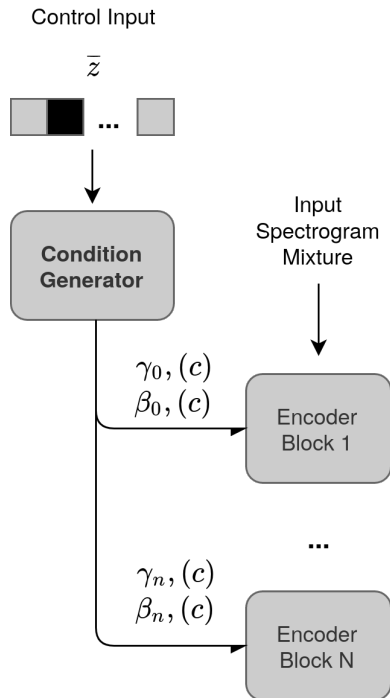 Control Input
z̅
...
Condition
Generator
Input
Spectrogram
Mixture
γ₀, (c)
β₀, (c)
Encoder
Block 1
...
γₙ, (c)
βₙ, (c)
Encoder
Block N